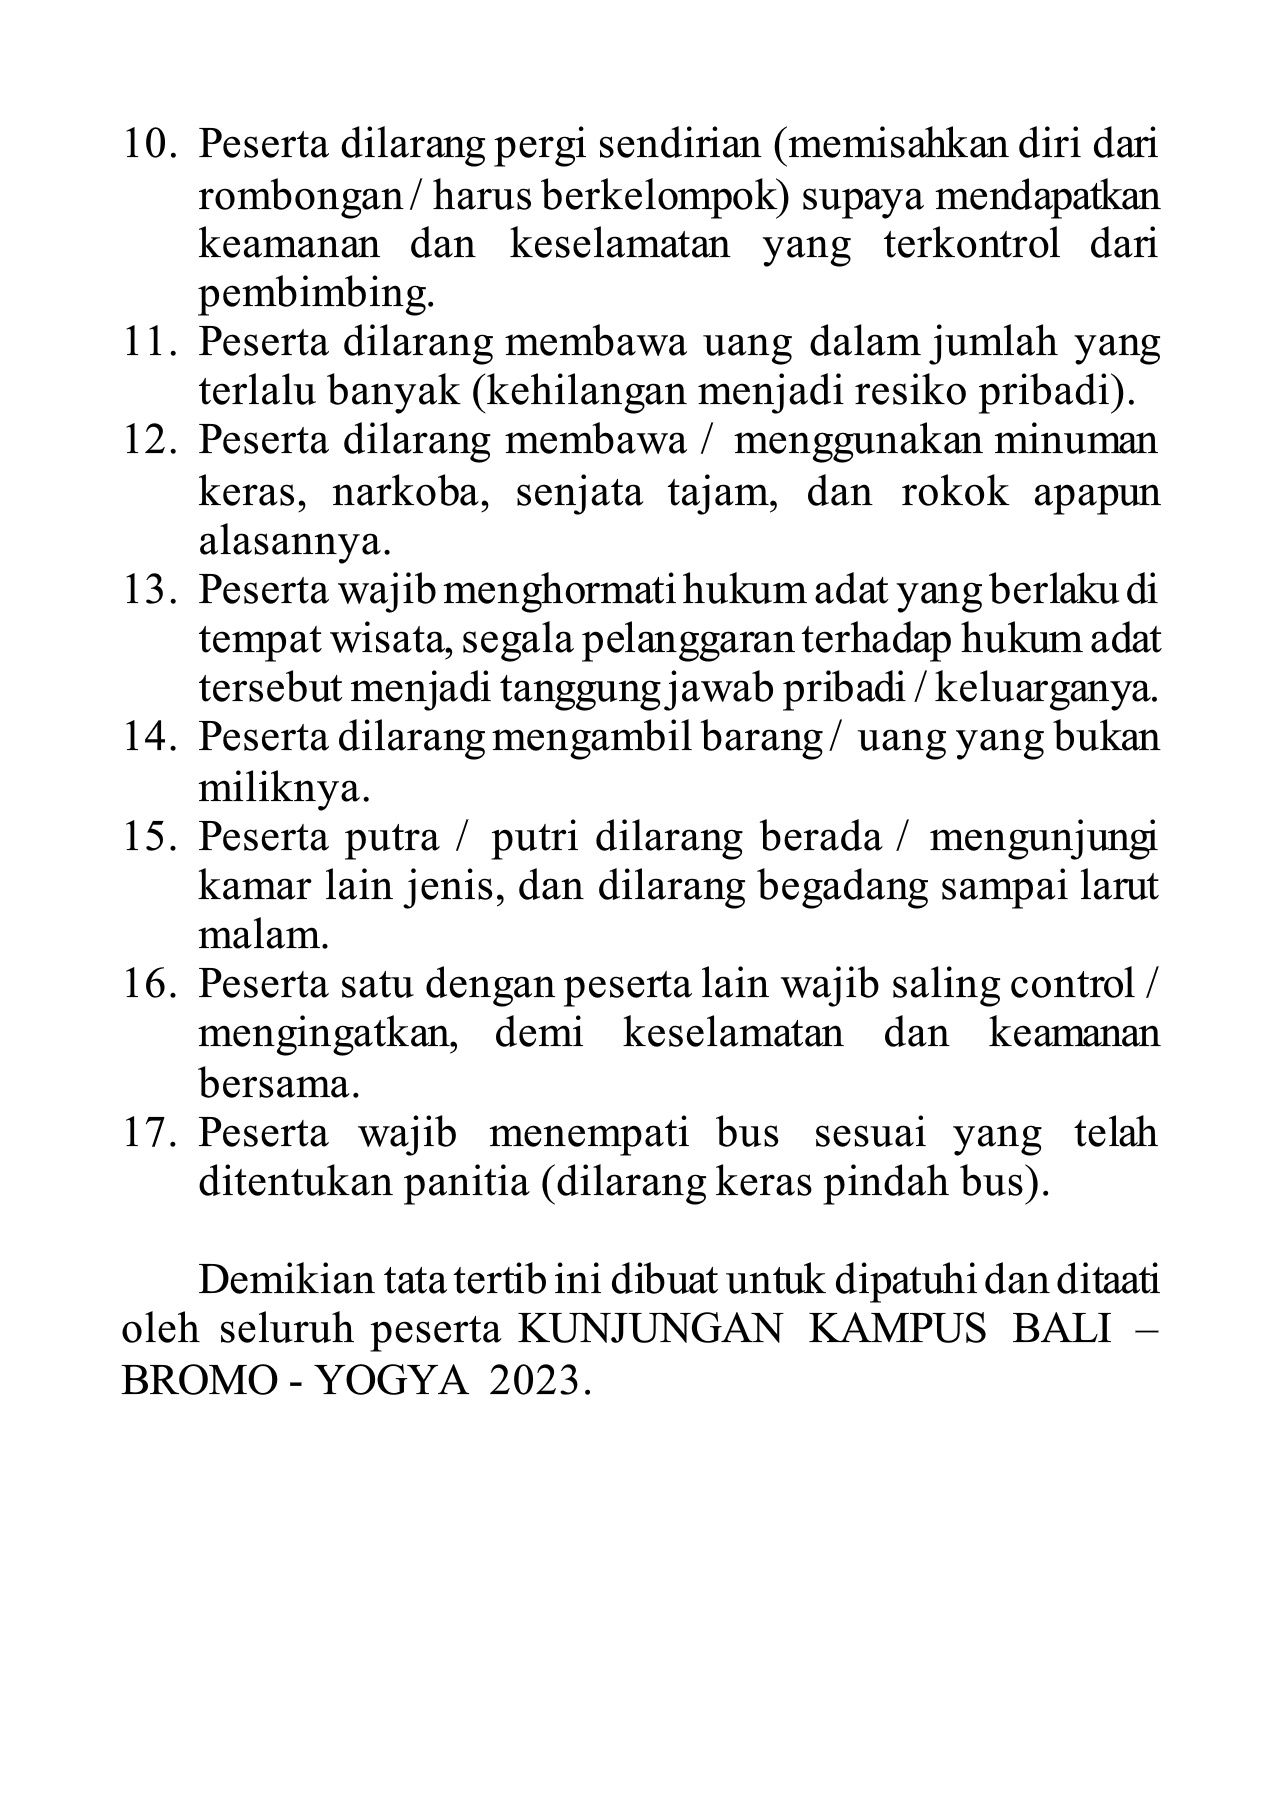 10. Peserta dilarang pergi sendirian (memisahkan diri dari
rombongan / harus berkelompok) supaya mendapatkan
keamanan dan keselamatan yang terkontrol dari
pembimbing.
11. Peserta dilarang membawa uang dalam jumlah yang
terlalu banyak (kehilangan menjadi resiko pribadi).
12. Peserta dilarang membawa / menggunakan minuman
keras, narkoba, senjata tajam, dan rokok apapun
alasannya.
13. Peserta wajib menghormati hukum adat yang berlaku di
tempat wisata, segala pelanggaran terhadap hukum adat
tersebut menjadi tanggung jawab pribadi / keluarganya.
14. Peserta dilarang mengambil barang / uang yang bukan
miliknya.
15. Peserta putra / putri dilarang berada / mengunjungi
kamar lain jenis, dan dilarang begadang sampai larut
malam.
16. Peserta satu dengan peserta lain wajib saling control /
mengingatkan, demi keselamatan dan keamanan
bersama.
17. Peserta wajib menempati bus sesuai yang telah
ditentukan panitia (dilarang keras pindah bus).
Demikian tata tertib ini dibuat untuk dipatuhi dan ditaati
oleh seluruh peserta KUNJUNGAN KAMPUS BALI –
BROMO - YOGYA 2023.